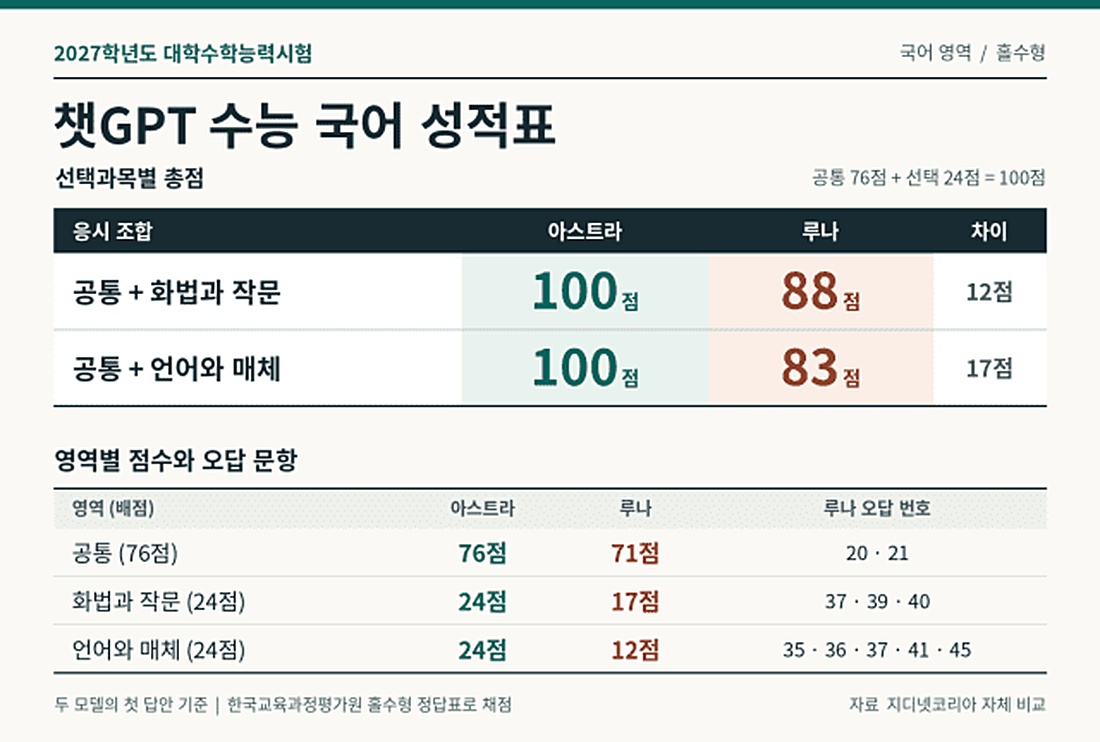 2027학년도 대학수학능력시험 국어 영역 / 홀수형
챗GPT 수능 국어 성적표
선택과목별 총점 공통 76점 + 선택 24점 = 100점
응시 조합 아스트라 루나 차이
공통 + 화법과 작문 100점 88점 12점
공통 + 언어와 매체 100점 83점 17점
영역별 점수와 오답 문항
영역 (배점) 아스트라 루나 루나 오답 번호
공통 (76점) 76점 71점 20 · 21
화법과 작문 (24점) 24점 17점 37 · 39 · 40
언어와 매체 (24점) 24점 12점 35 · 36 · 37 · 41 · 45
두 모델의 첫 답안 기준 | 한국교육과정평가원 홀수형 정답표로 채점 자료 지디넷코리아 자체 비교